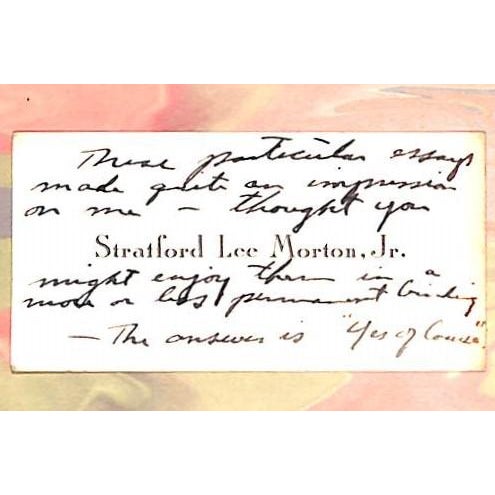 These particular essays
made quite an impression
on me – thought you
Stratford Lee Morton, Jr.
might enjoy them in a
more or less permanent binding
– The answer is "Yes of Course".